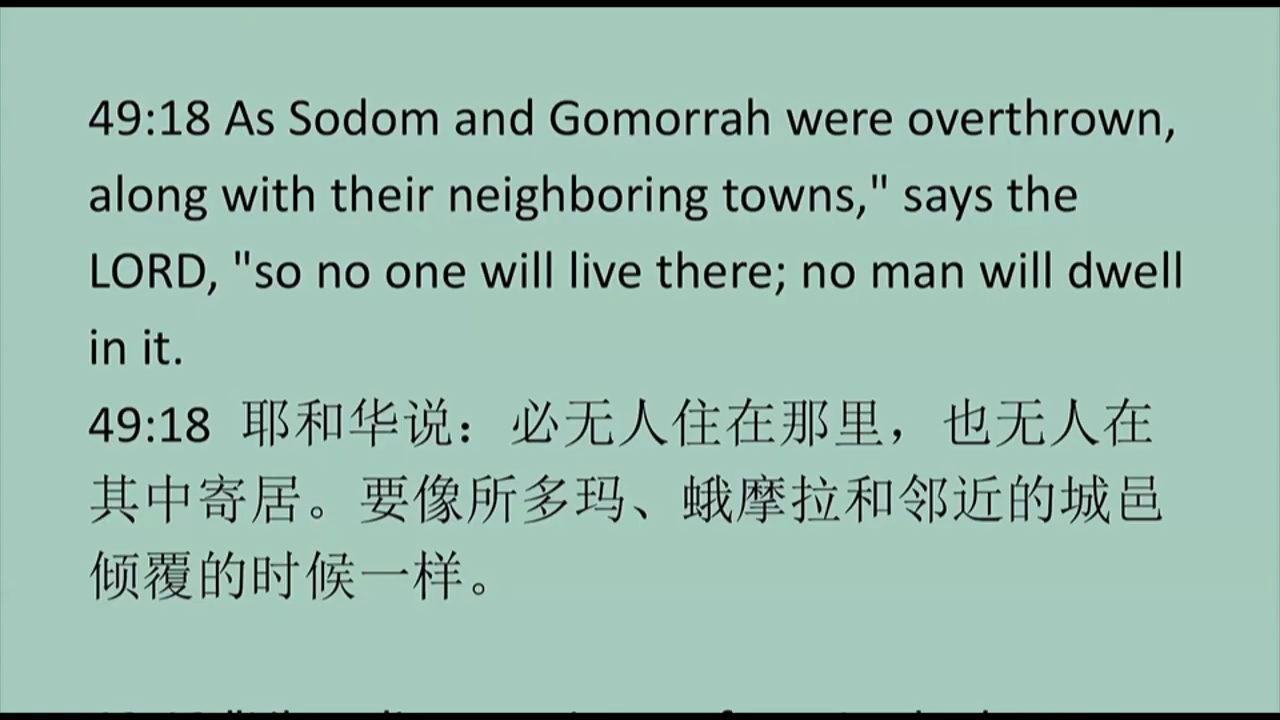 49:18 As Sodom and Gomorrah were overthrown,
along with their neighboring towns," says the
LORD, "so no one will live there; no man will dwell
in it.
49:18 耶和华说：必无人住在那里，也无人在
其中寄居。要像所多玛、蛾摩拉和邻近的城邑
倾覆的时候一样。